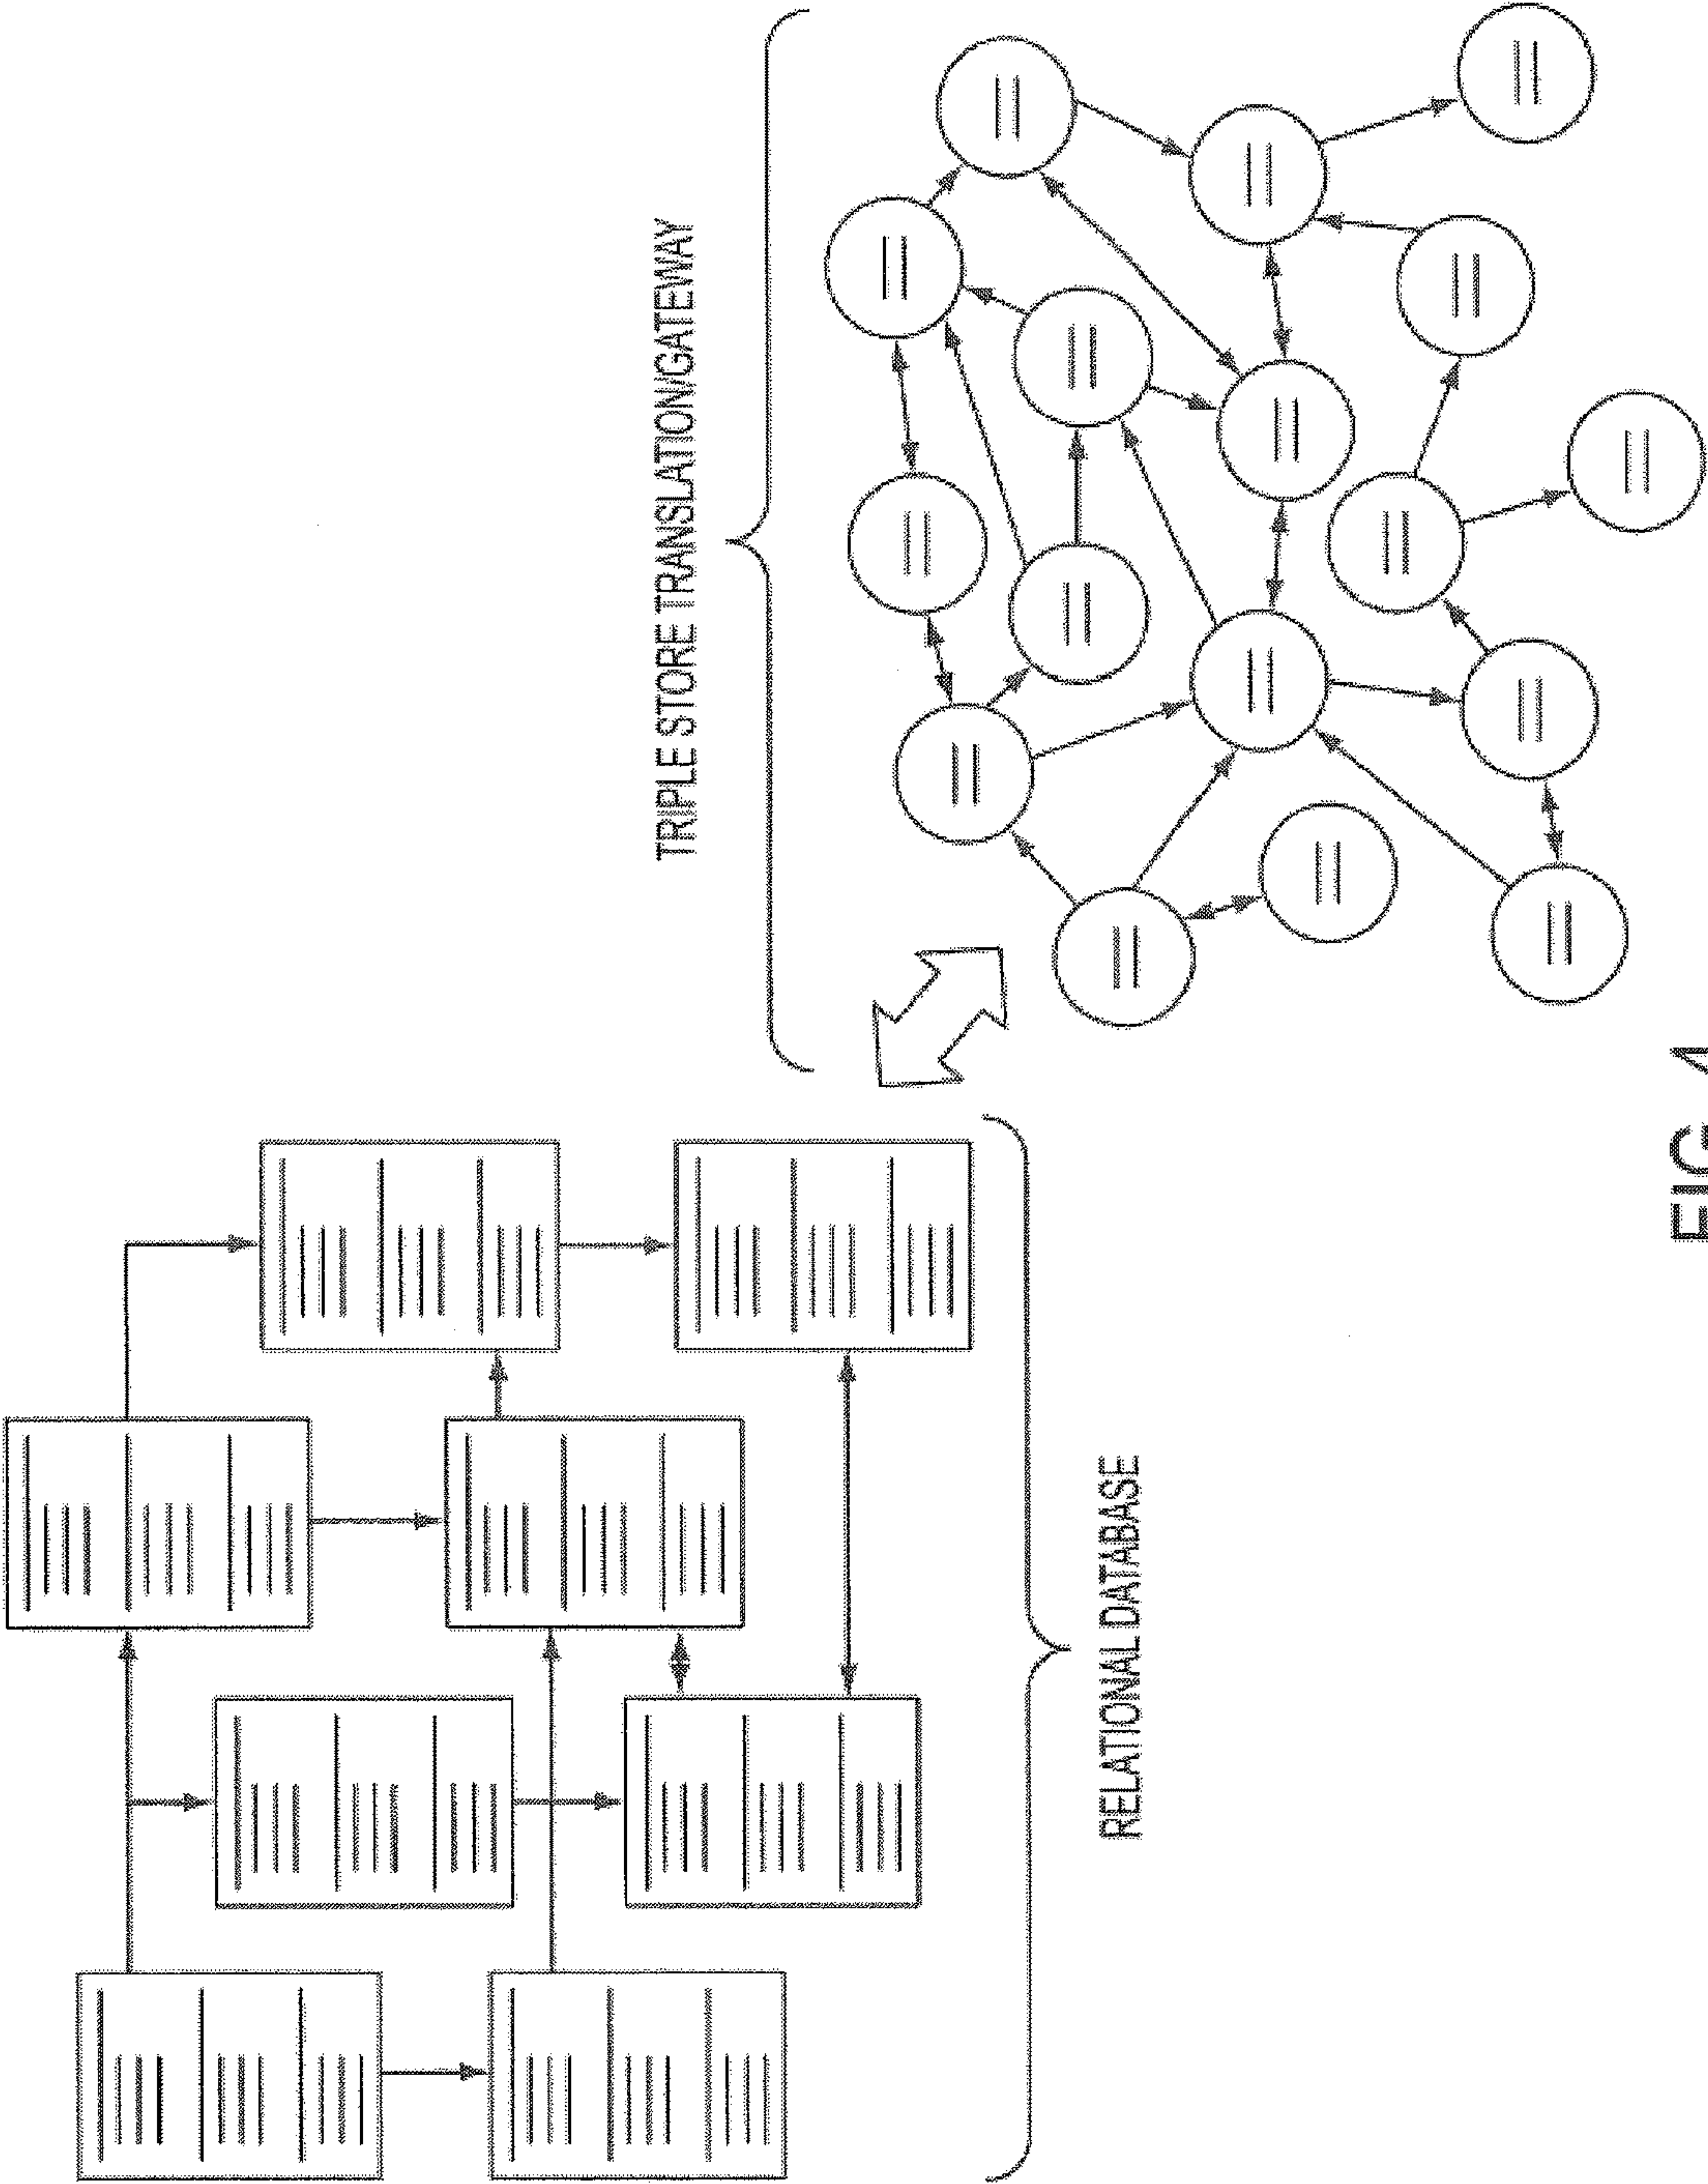 TRIPLE STORE TRANSLATION/GATEWAY
RELATIONAL DATABASE
FIG. 4